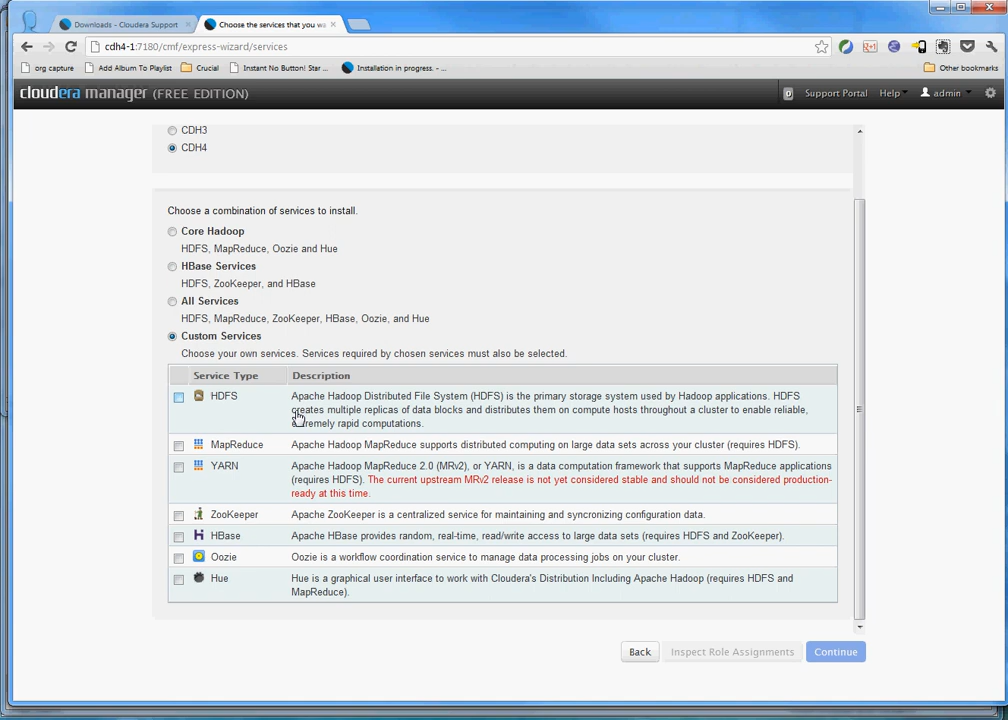 Downloads - Cloudera Support
Choose the services that you wa
cdh4-1:7180/cmf/express-wizard/services
org capture
Add Album To Playlist
Crucial
Instant No Button! Star ...
Installation in progress. - ...
Other bookmarks
cloudera manager (FREE EDITION)
Support Portal
Help
admin
CDH3
CDH4
Choose a combination of services to install.
Core Hadoop
HDFS, MapReduce, Oozie and Hue
HBase Services
HDFS, ZooKeeper, and HBase
All Services
HDFS, MapReduce, ZooKeeper, HBase, Oozie, and Hue
Custom Services
Choose your own services. Services required by chosen services must also be selected.
Service Type
Description
HDFS
Apache Hadoop Distributed File System (HDFS) is the primary storage system used by Hadoop applications. HDFS
creates multiple replicas of data blocks and distributes them on compute hosts throughout a cluster to enable reliable,
extremely rapid computations.
MapReduce
Apache Hadoop MapReduce supports distributed computing on large data sets across your cluster (requires HDFS).
YARN
Apache Hadoop MapReduce 2.0 (MRv2), or YARN, is a data computation framework that supports MapReduce applications
(requires HDFS). The current upstream MRv2 release is not yet considered stable and should not be considered production-
ready at this time.
ZooKeeper
Apache ZooKeeper is a centralized service for maintaining and syncronizing configuration data.
HBase
Apache HBase provides random, real-time, read/write access to large data sets (requires HDFS and ZooKeeper).
Oozie
Oozie is a workflow coordination service to manage data processing jobs on your cluster.
Hue
Hue is a graphical user interface to work with Cloudera's Distribution Including Apache Hadoop (requires HDFS and
MapReduce).
Back
Inspect Role Assignments
Continue